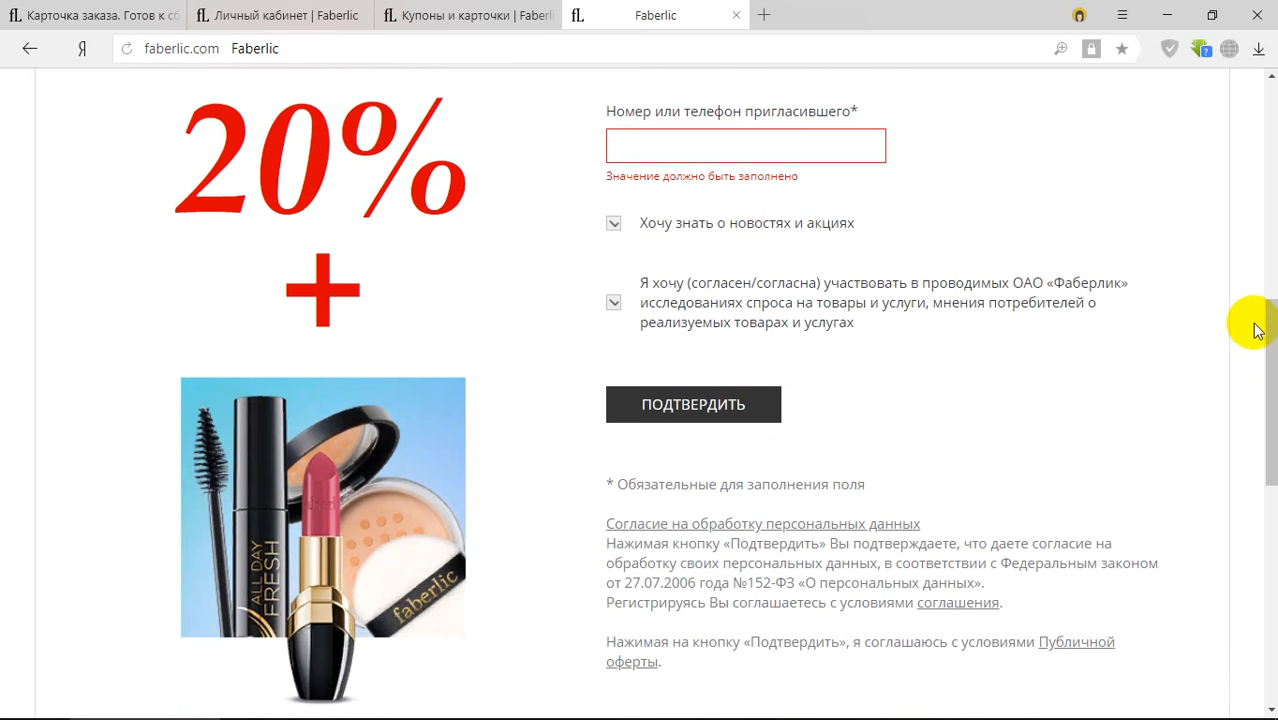 Карточка заказа. Готов к сб
Личный кабинет | Faberlic
Купоны и карточки | Faberl
Faberlic
faberlic.com Faberlic
20%
+
ALL DAY
FRESH
faberlic
Номер или телефон пригласившего*
Значение должно быть заполнено
Хочу знать о новостях и акциях
Я хочу (согласен/согласна) участвовать в проводимых ОАО «Фаберлик»
исследованиях спроса на товары и услуги, мнения потребителей о
реализуемых товарах и услугах
ПОДТВЕРДИТЬ
* Обязательные для заполнения поля
Согласие на обработку персональных данных
Нажимая кнопку «Подтвердить» Вы подтверждаете, что даете согласие на
обработку своих персональных данных, в соответствии с Федеральным законом
от 27.07.2006 года №152-ФЗ «О персональных данных».
Регистрируясь Вы соглашаетесь с условиями соглашения.
Нажимая на кнопку «Подтвердить», я соглашаюсь с условиями Публичной
оферты.